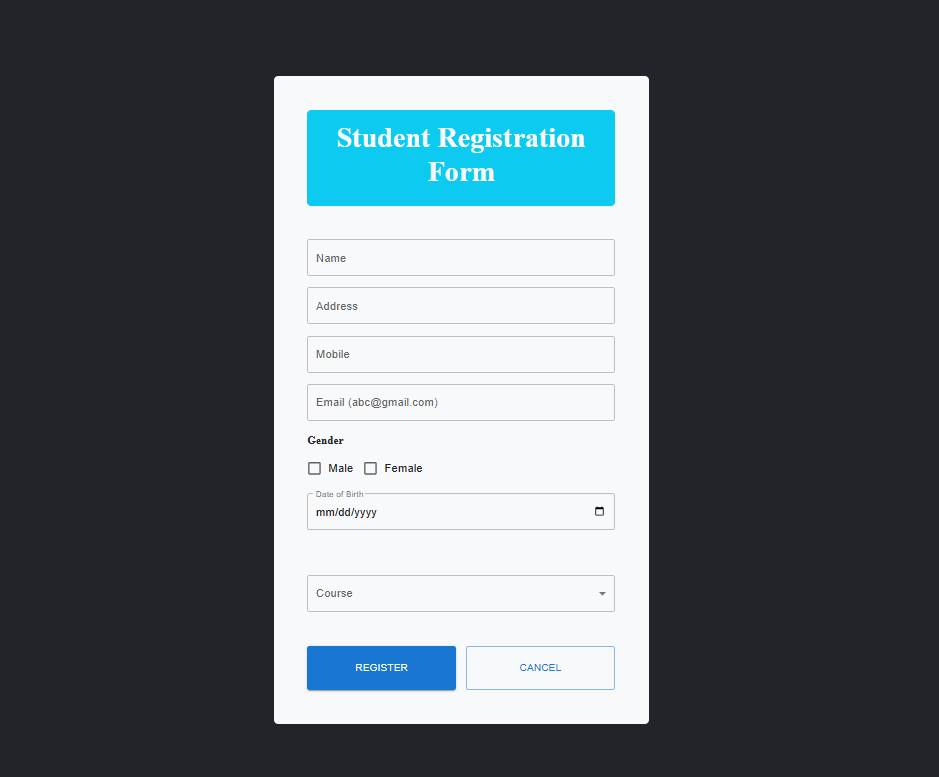 Student Registration
Form
Name
Address
Mobile
Email (abc@gmail.com)
Gender
Male Female
Date of Birth
mm/dd/yyyy
Course
REGISTER CANCEL